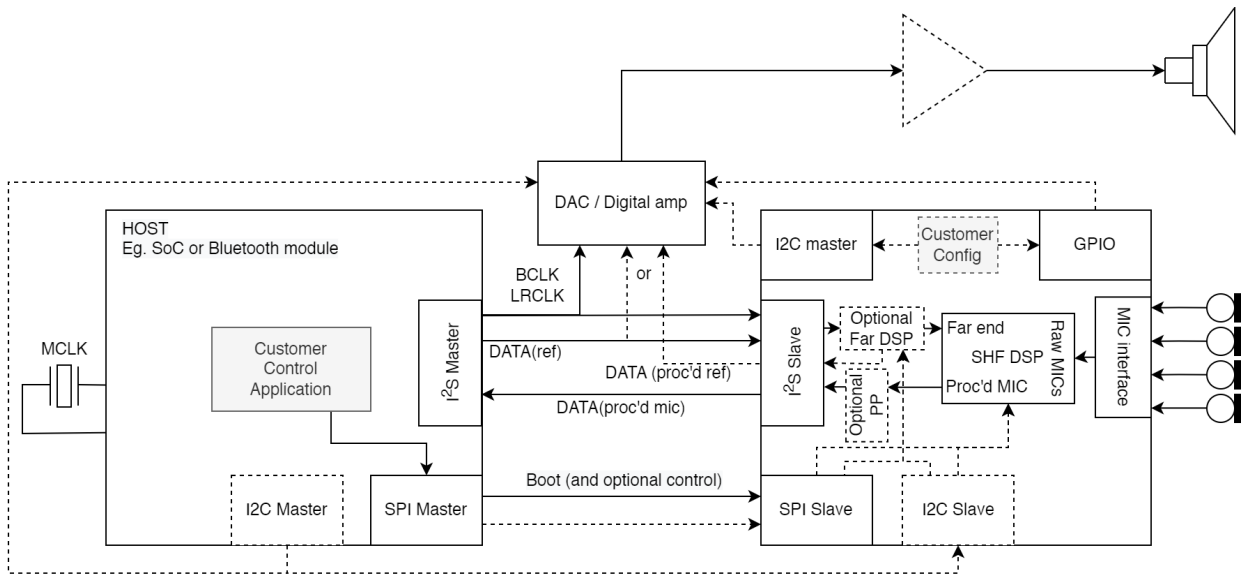 DAC / Digital amp
HOST
Eg. SoC or Bluetooth module
I2C master
Customer
Config
GPIO
BCLK
LRCLK
or
MCLK
Customer
Control
Application
I²S Master
DATA(ref)
DATA (proc'd ref)
DATA(proc'd mic)
I²S Slave
Optional
Far DSP
Optional
PP
Far end
SHF DSP
Proc'd MIC
Raw MICs
MIC interface
Boot (and optional control)
I2C Master
SPI Master
SPI Slave
I2C Slave